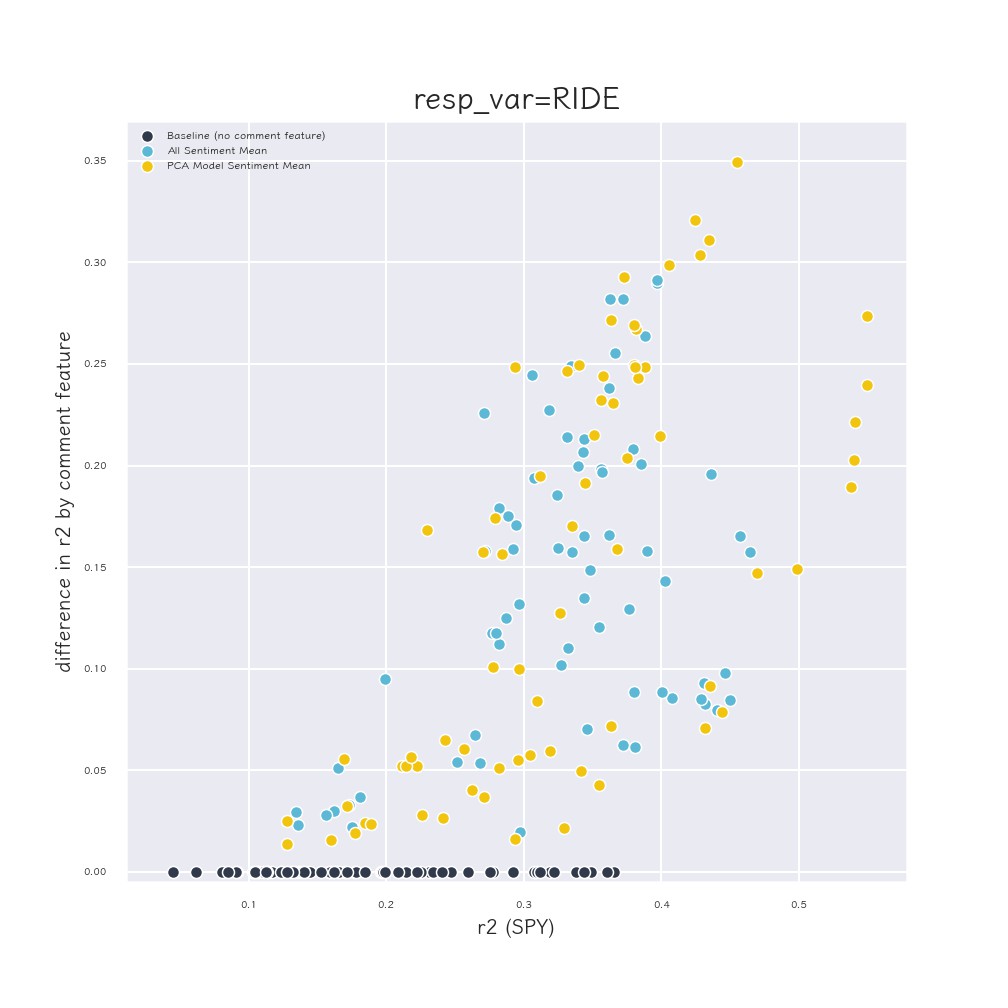 resp_var=RIDE
Baseline (no comment feature)
All Sentiment Mean
PCA Model Sentiment Mean
0.35
0.30
0.25
0.20
0.15
0.10
0.05
0.00
difference in r2 by comment feature
0.1 0.2 0.3 0.4 0.5
r2 (SPY)